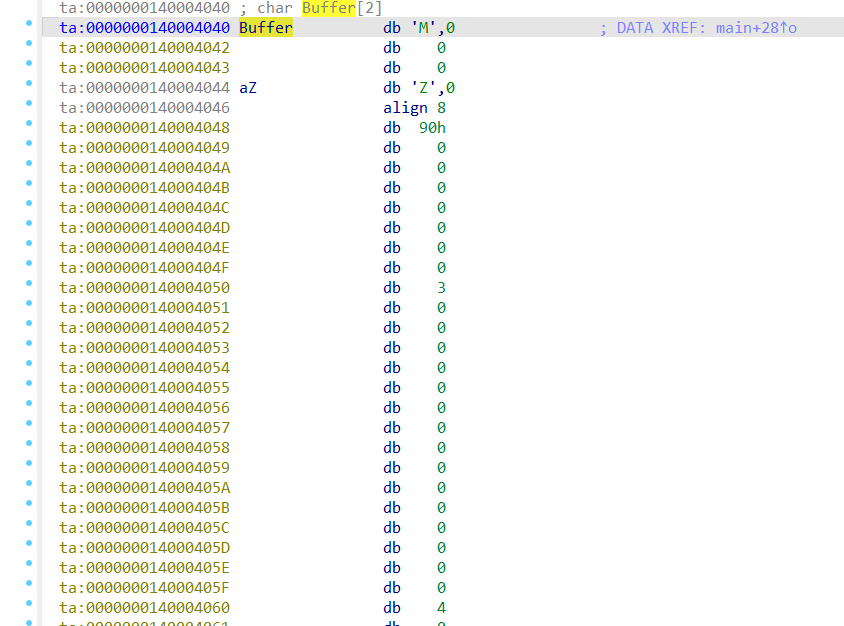 ta:0000000140004040 ; char Buffer[2]
ta:0000000140004040 Buffer db 'M',0 ; DATA XREF: main+28↑o
ta:0000000140004042 db 0
ta:0000000140004043 db 0
ta:0000000140004044 aZ db 'Z',0
ta:0000000140004046 align 8
ta:0000000140004048 db 90h
ta:0000000140004049 db 0
ta:000000014000404A db 0
ta:000000014000404B db 0
ta:000000014000404C db 0
ta:000000014000404D db 0
ta:000000014000404E db 0
ta:000000014000404F db 0
ta:0000000140004050 db 3
ta:0000000140004051 db 0
ta:0000000140004052 db 0
ta:0000000140004053 db 0
ta:0000000140004054 db 0
ta:0000000140004055 db 0
ta:0000000140004056 db 0
ta:0000000140004057 db 0
ta:0000000140004058 db 0
ta:0000000140004059 db 0
ta:000000014000405A db 0
ta:000000014000405B db 0
ta:000000014000405C db 0
ta:000000014000405D db 0
ta:000000014000405E db 0
ta:000000014000405F db 0
ta:0000000140004060 db 4
ta:0000000140004061 db 0